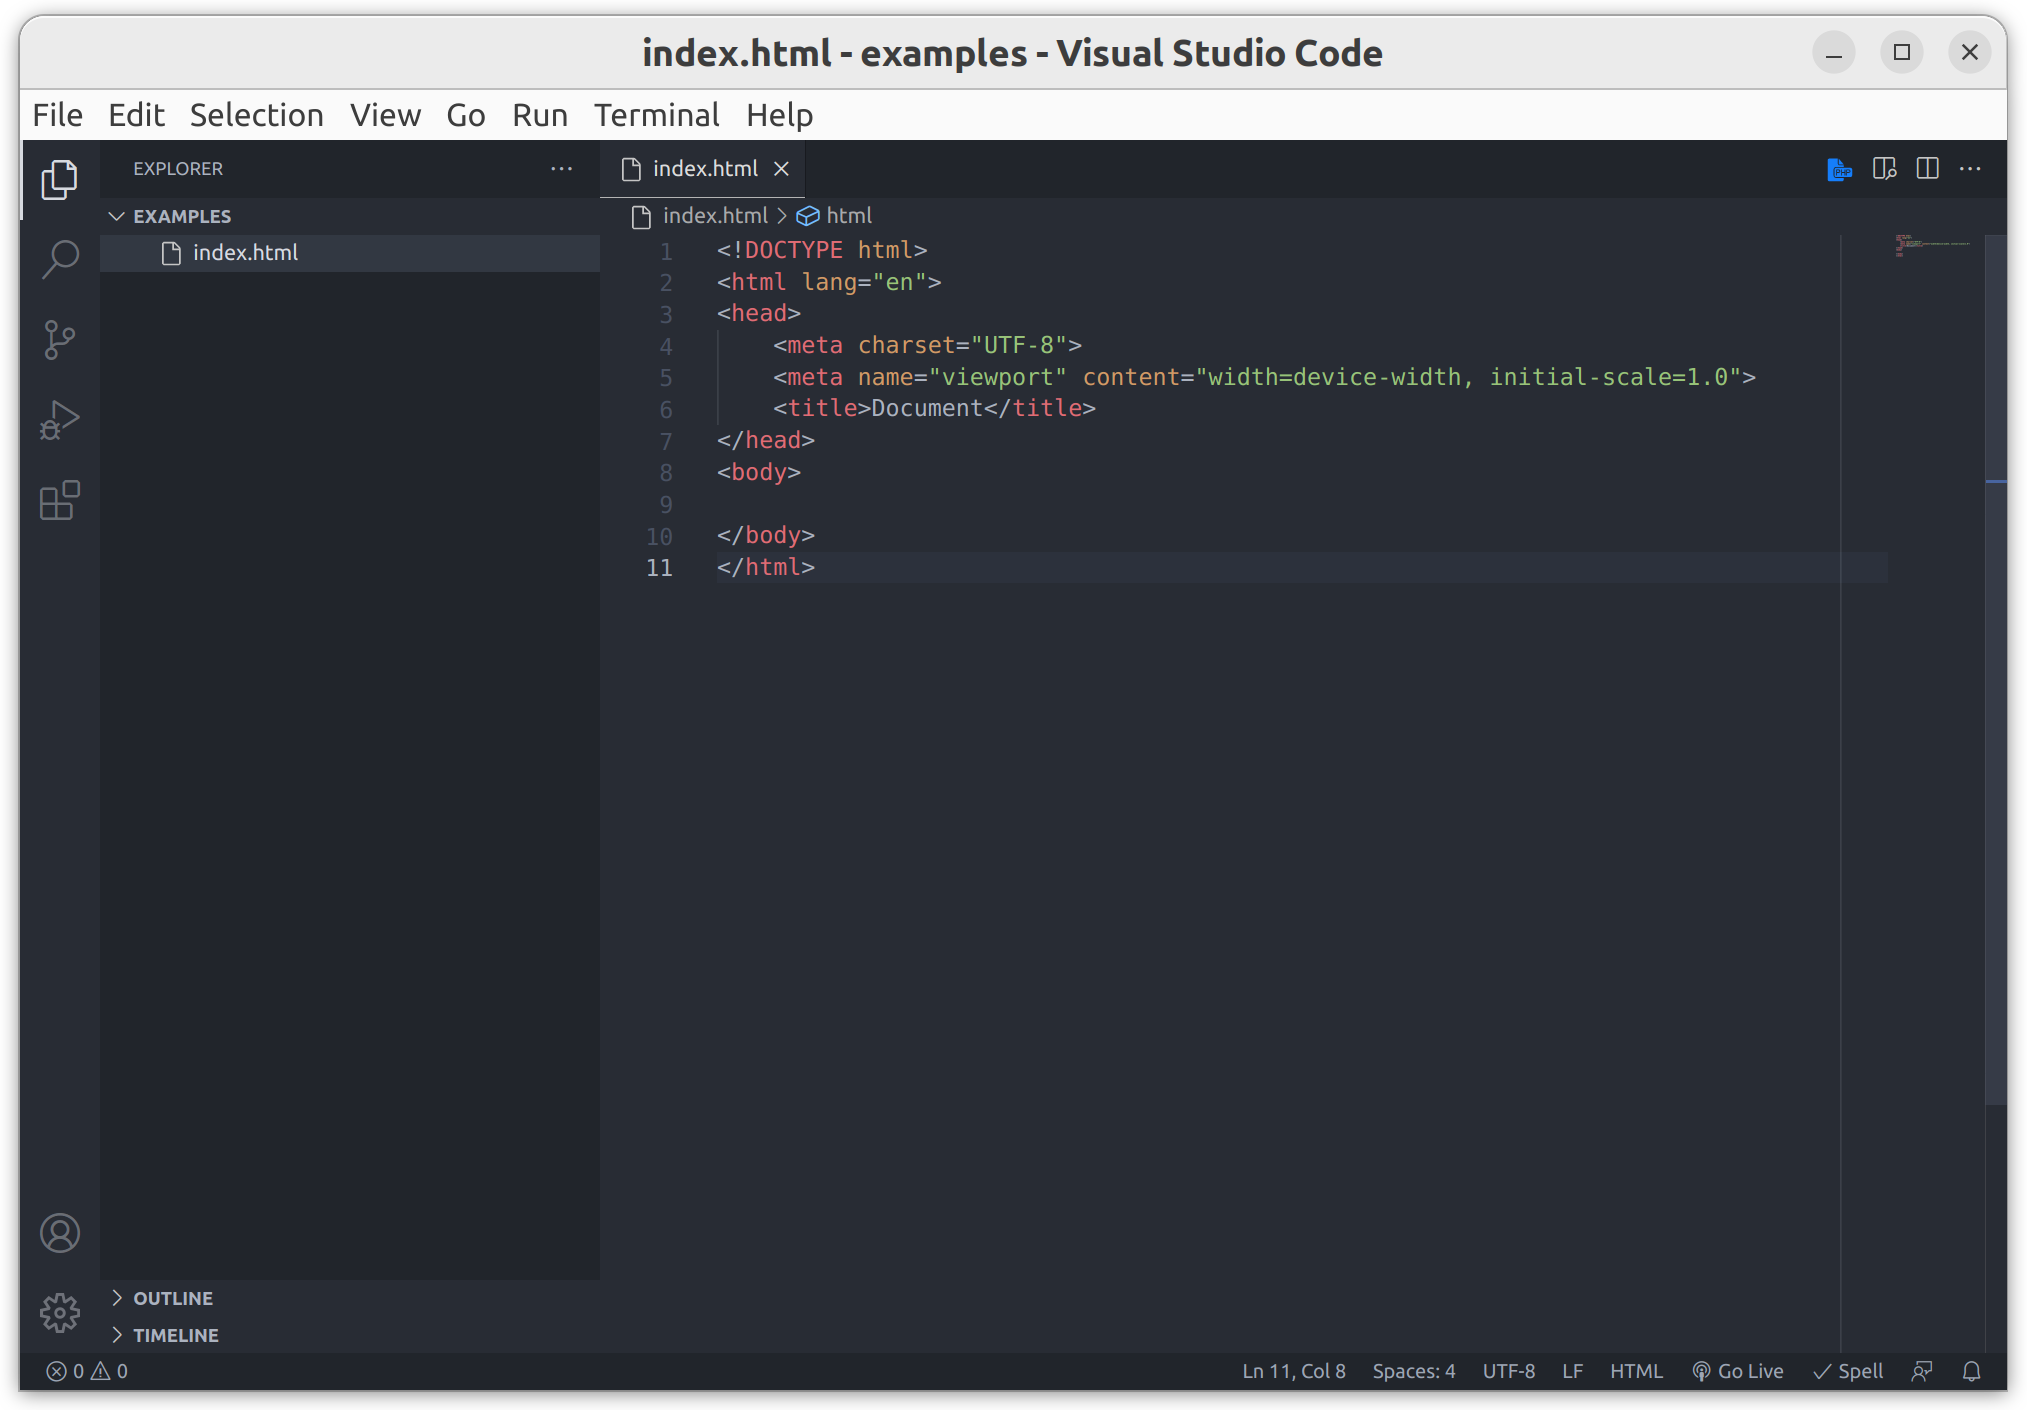 index.html - examples - Visual Studio Code
File Edit Selection View Go Run Terminal Help
EXPLORER
index.html
EXAMPLES
index.html
index.html > html
1 <!DOCTYPE html>
2 <html lang="en">
3 <head>
4     <meta charset="UTF-8">
5     <meta name="viewport" content="width=device-width, initial-scale=1.0">
6     <title>Document</title>
7 </head>
8 <body>
9
10 </body>
11 </html>
OUTLINE
TIMELINE
0 0 Ln 11, Col 8 Spaces: 4 UTF-8 LF HTML Go Live Spell
PHP